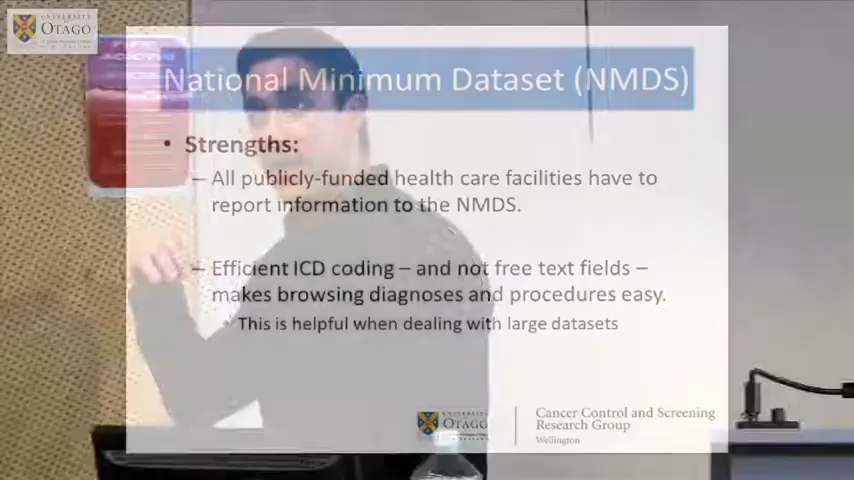 UNIVERSITY
OTAGO
National Minimum Dataset (NMDS)
• Strengths:
– All publicly-funded health care facilities have to
report information to the NMDS.
– Efficient ICD coding – and not free text fields –
makes browsing diagnoses and procedures easy.
• This is helpful when dealing with large datasets
UNIVERSITY
OTAGO
Cancer Control and Screening
Research Group
Wellington